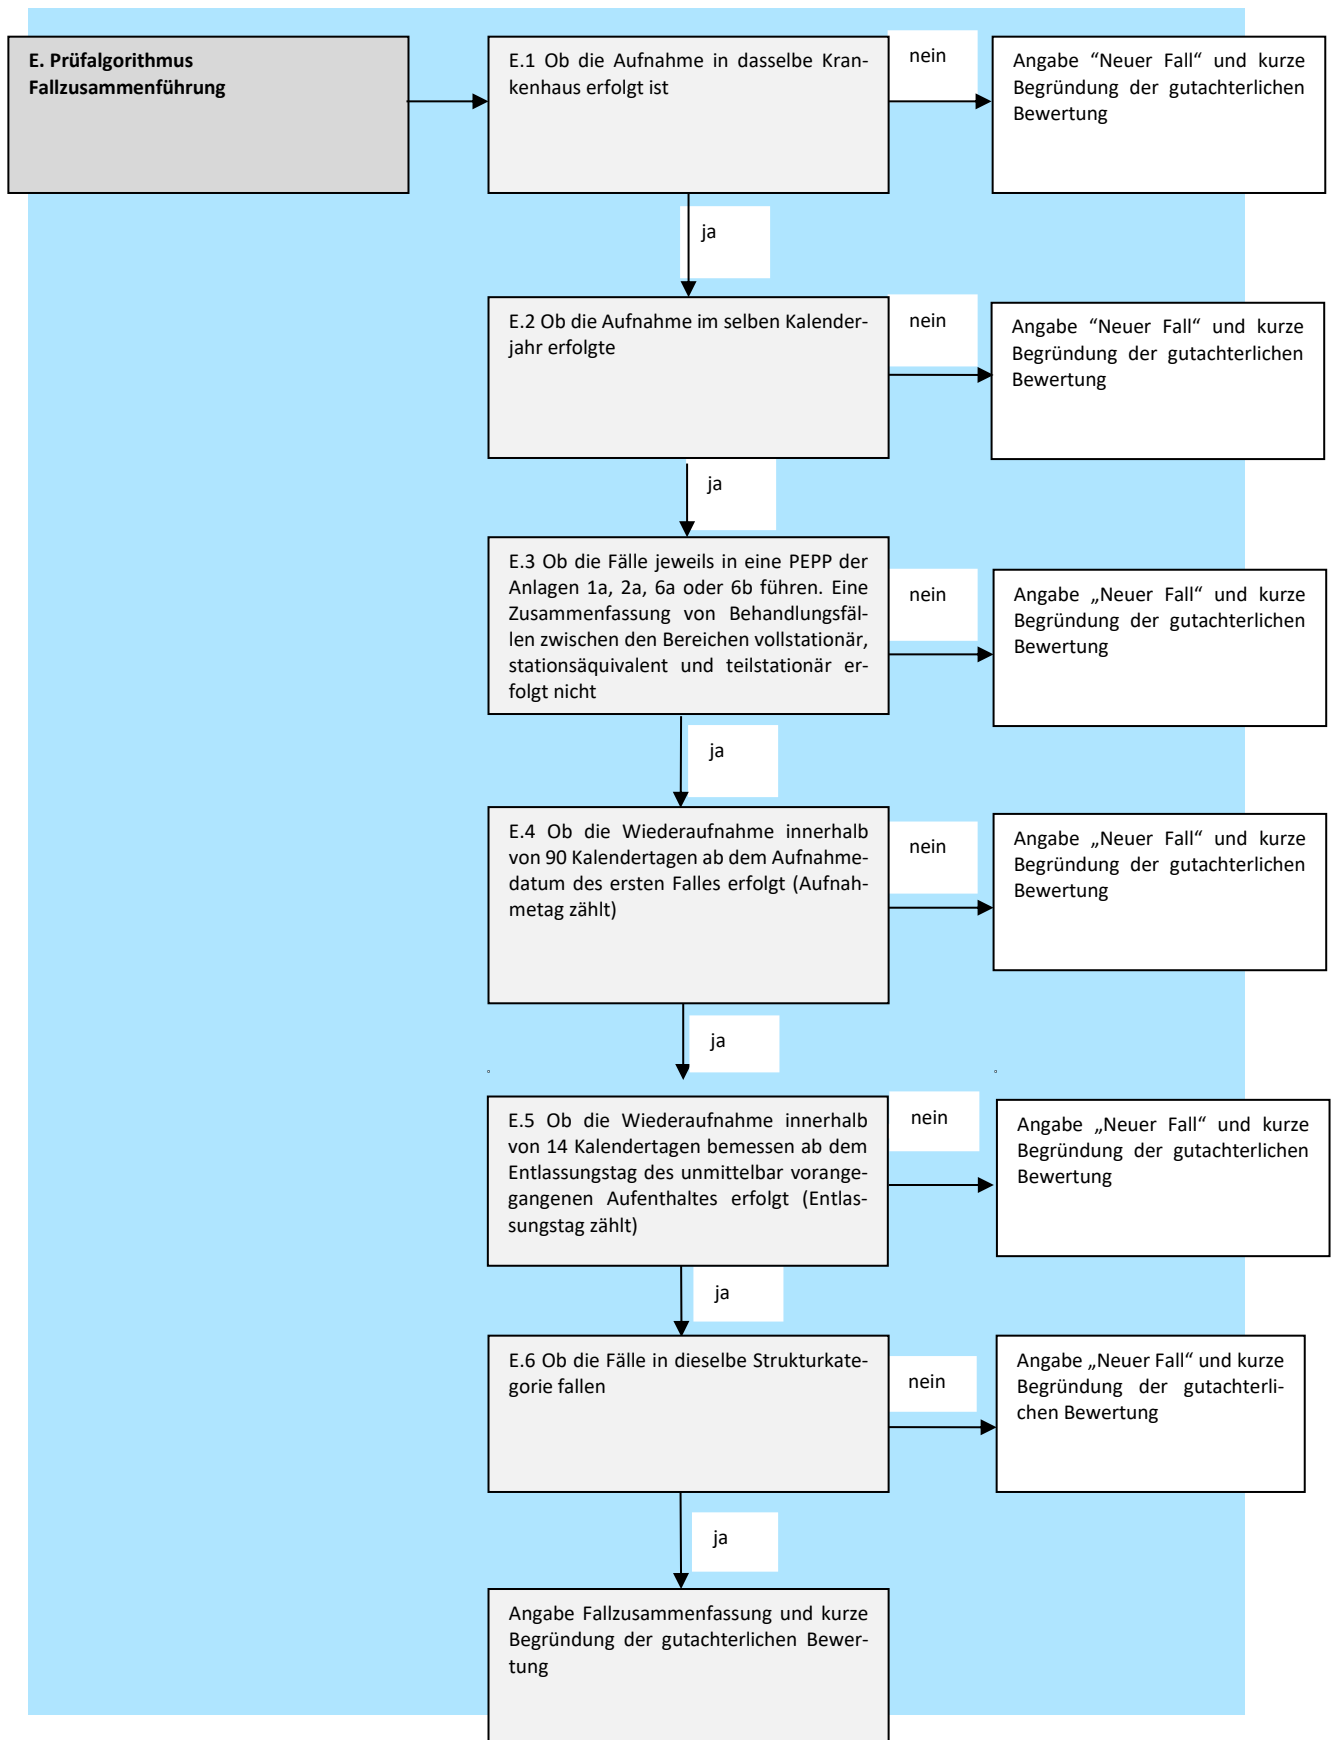 E. Prüfalgorithmus
Fallzusammenführung
E.1 Ob die Aufnahme in dasselbe Kran-
kenhaus erfolgt ist
nein
Angabe “Neuer Fall“ und kurze
Begründung der gutachterlichen
Bewertung
ja
E.2 Ob die Aufnahme im selben Kalender-
jahr erfolgte
nein
Angabe “Neuer Fall“ und kurze
Begründung der gutachterlichen
Bewertung
ja
E.3 Ob die Fälle jeweils in eine PEPP der
Anlagen 1a, 2a, 6a oder 6b führen. Eine
Zusammenfassung von Behandlungsfäl-
len zwischen den Bereichen vollstationär,
stationsäquivalent und teilstationär er-
folgt nicht
nein
Angabe „Neuer Fall“ und kurze
Begründung der gutachterlichen
Bewertung
ja
E.4 Ob die Wiederaufnahme innerhalb
von 90 Kalendertagen ab dem Aufnahme-
datum des ersten Falles erfolgt (Aufnah-
metag zählt)
nein
Angabe „Neuer Fall“ und kurze
Begründung der gutachterlichen
Bewertung
ja
E.5 Ob die Wiederaufnahme innerhalb
von 14 Kalendertagen bemessen ab dem
Entlassungstag des unmittelbar vorange-
gangenen Aufenthaltes erfolgt (Entlas-
sungstag zählt)
nein
Angabe „Neuer Fall“ und kurze
Begründung der gutachterlichen
Bewertung
ja
E.6 Ob die Fälle in dieselbe Strukturkate-
gorie fallen
nein
Angabe „Neuer Fall“ und kurze
Begründung der gutachterli-
chen Bewertung
ja
Angabe Fallzusammenfassung und kurze
Begründung der gutachterlichen Bewer-
tung